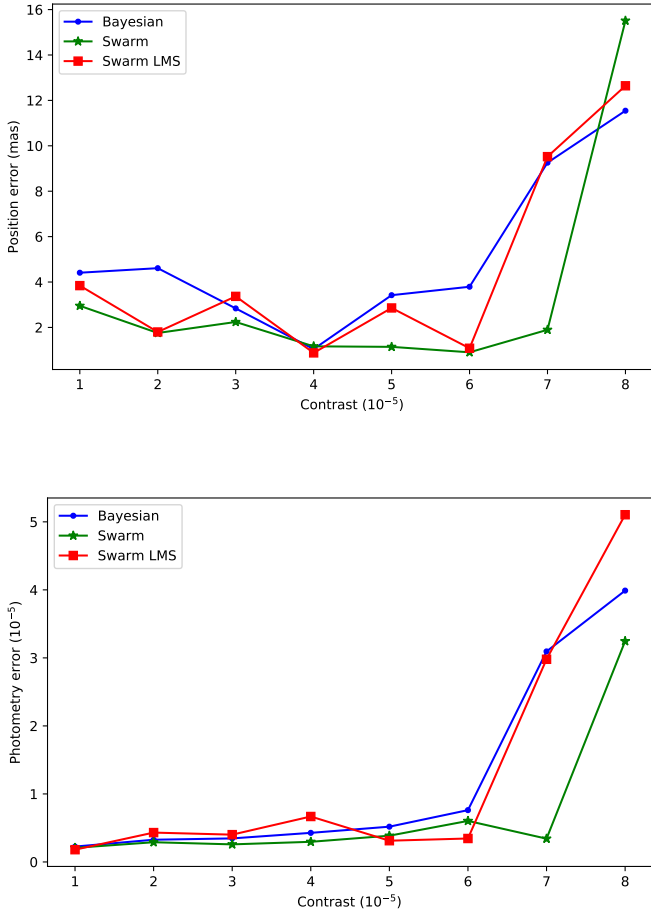 16
14
12
10
8
6
4
2
Position error (mas)
Bayesian
Swarm
Swarm LMS
1 2 3 4 5 6 7 8
Contrast (10⁻⁵)
5
4
3
2
1
0
Photometry error (10⁻⁵)
Bayesian
Swarm
Swarm LMS
1 2 3 4 5 6 7 8
Contrast (10⁻⁵)